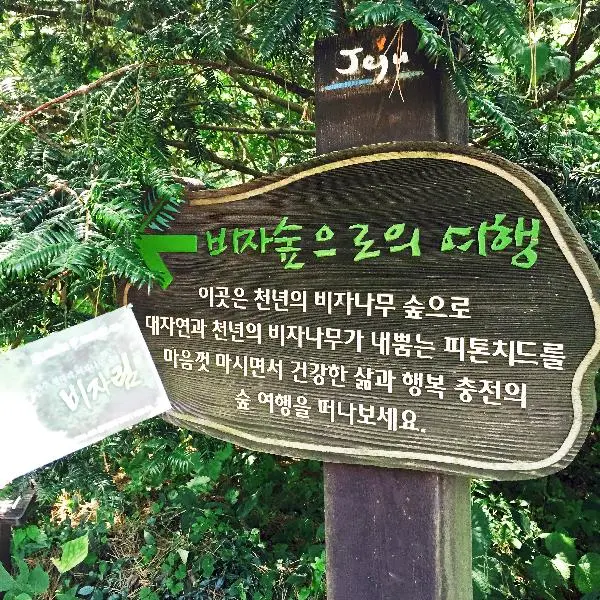 Jeju
비자숲으로의 여행
이곳은 천년의 비자나무 숲으로
대자연과 천년의 비자나무가 내뿜는 피톤치드를
마음껏 마시면서 건강한 삶과 행복 충전의
숲 여행을 떠나보세요.
비자림